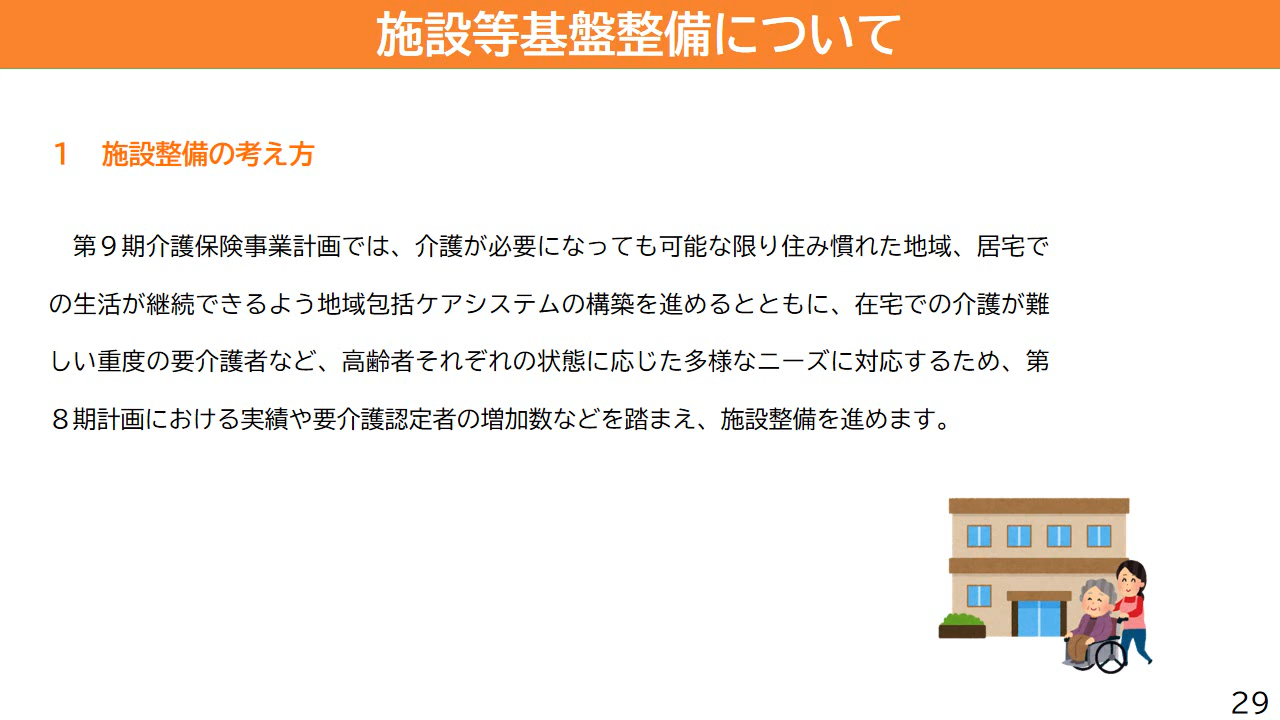 施設等基盤整備について
１　施設整備の考え方
　第９期介護保険事業計画では、介護が必要になっても可能な限り住み慣れた地域、居宅で
の生活が継続できるよう地域包括ケアシステムの構築を進めるとともに、在宅での介護が難
しい重度の要介護者など、高齢者それぞれの状態に応じた多様なニーズに対応するため、第
８期計画における実績や要介護認定者の増加数などを踏まえ、施設整備を進めます。
29